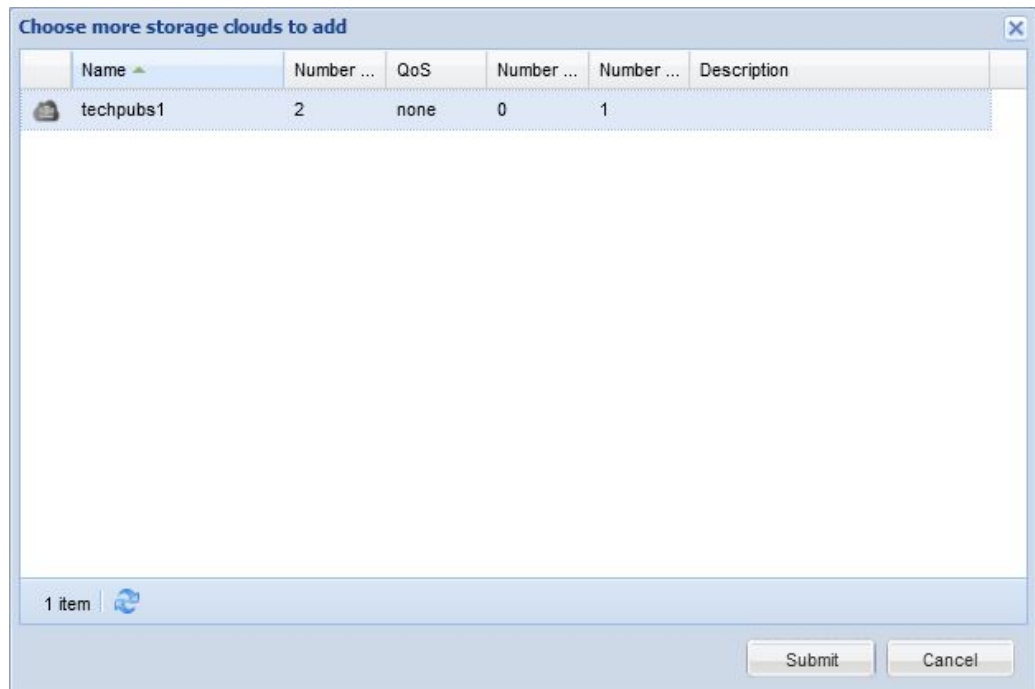 Choose more storage clouds to add
Name Number ... QoS Number ... Number ... Description
techpubs1 2 none 0 1
1 item
Submit Cancel